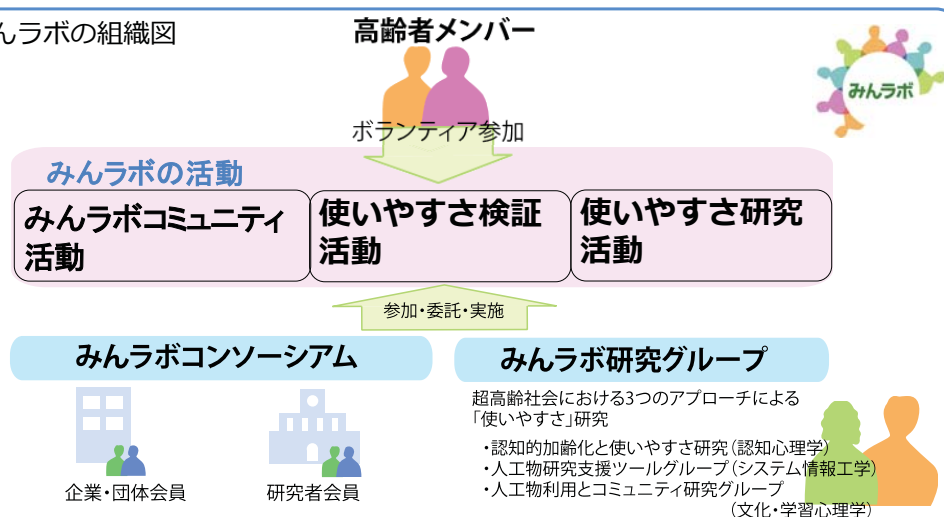 んラボの組織図
高齢者メンバー
みんラボ
ボランティア参加
みんラボの活動
みんラボコミュニティ
活動
使いやすさ検証
活動
使いやすさ研究
活動
参加・委託・実施
みんラボコンソーシアム
みんラボ研究グループ
超高齢社会における3つのアプローチによる
「使いやすさ」研究
・認知的加齢化と使いやすさ研究(認知心理学)
・人工物研究支援ツールグループ(システム情報工学)
・人工物利用とコミュニティ研究グループ
(文化・学習心理学)
企業・団体会員
研究者会員